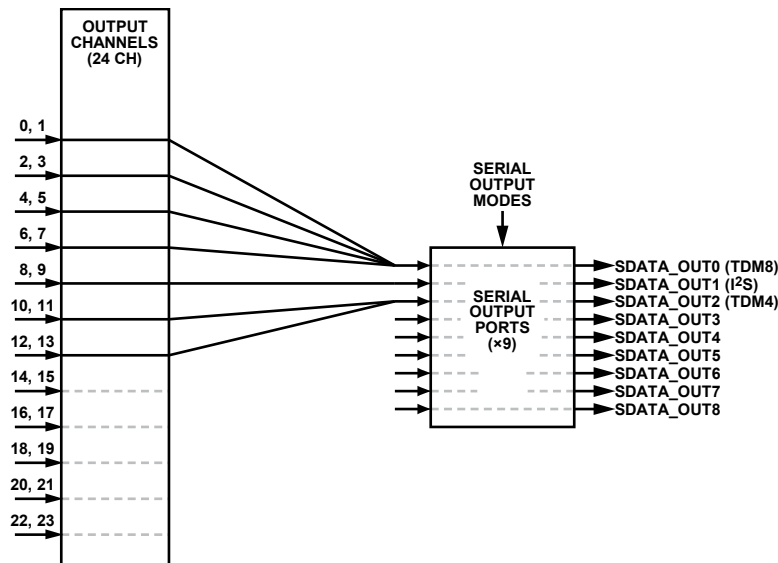 OUTPUT
CHANNELS
(24 CH)
0, 1
2, 3
4, 5
6, 7
8, 9
10, 11
12, 13
14, 15
16, 17
18, 19
20, 21
22, 23
SERIAL
OUTPUT
MODES
SERIAL
OUTPUT
PORTS
(×9)
SDATA_OUT0 (TDM8)
SDATA_OUT1 (I²S)
SDATA_OUT2 (TDM4)
SDATA_OUT3
SDATA_OUT4
SDATA_OUT5
SDATA_OUT6
SDATA_OUT7
SDATA_OUT8